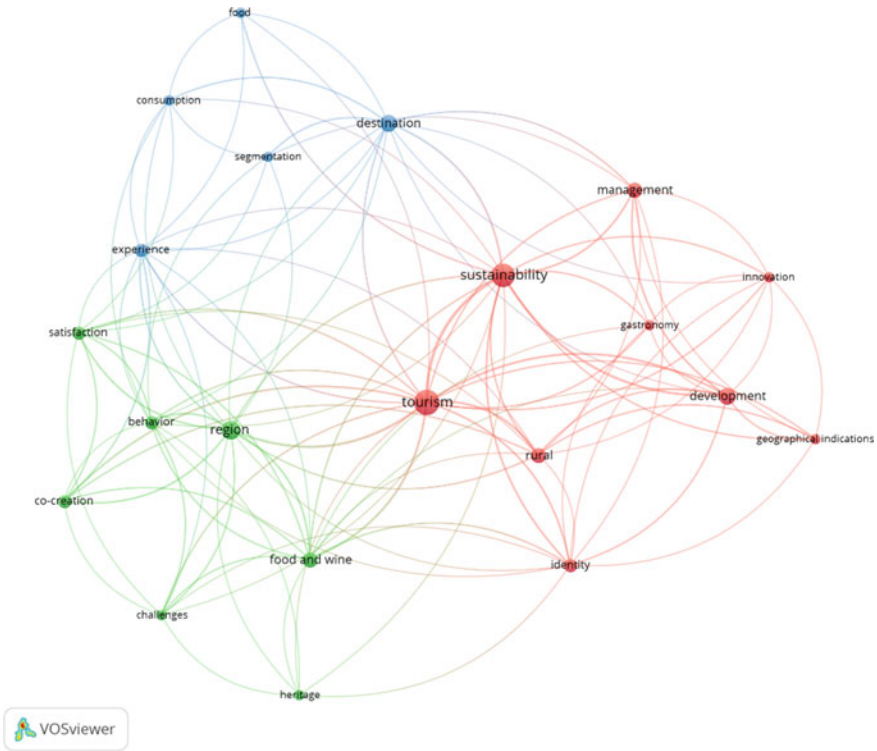 food
consumption
destination
segmentation
management
experience
sustainability
innovation
gastronomy
satisfaction
tourism
development
behavior
region
geographical indications
rural
co-creation
food and wine
identity
challenges
heritage
VOSviewer